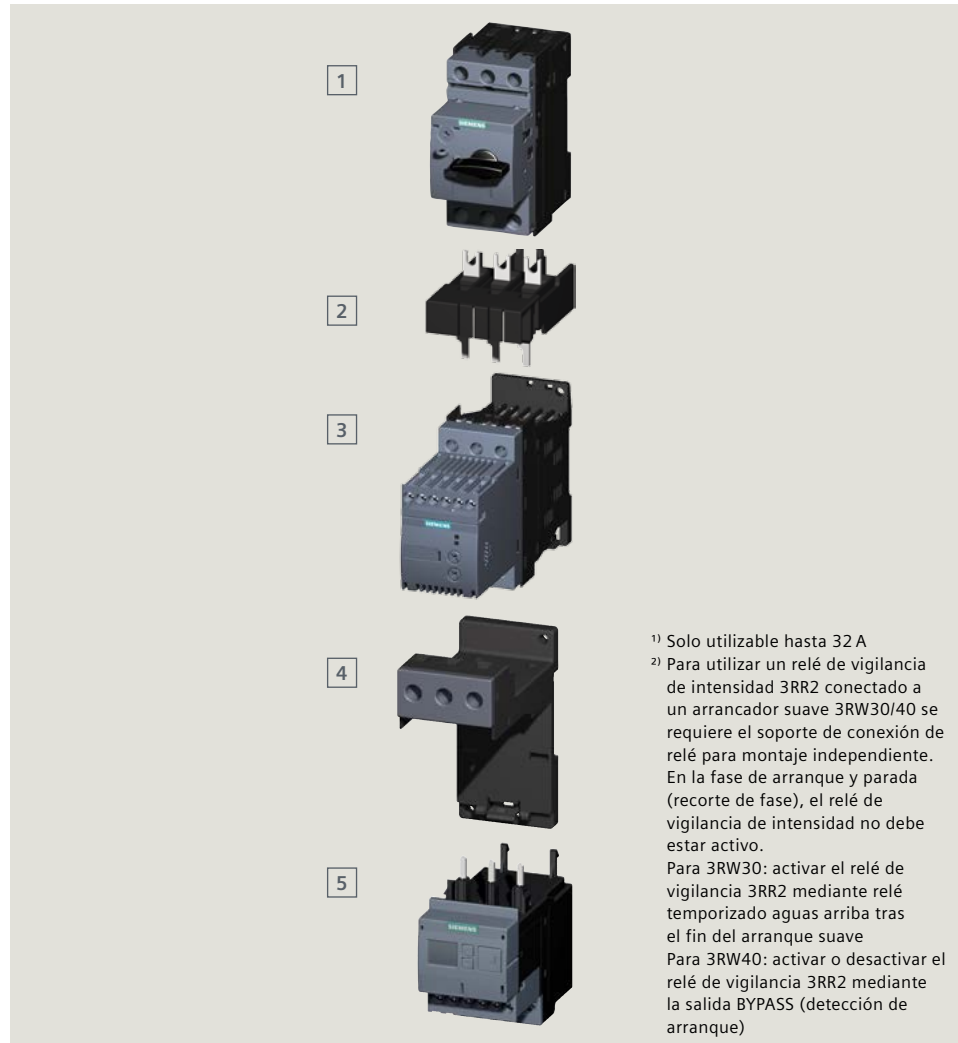 1
SIEMENS
2
3
SIEMENS
4
5
SIEMENS
¹⁾ Solo utilizable hasta 32 A
²⁾ Para utilizar un relé de vigilancia
de intensidad 3RR2 conectado a
un arrancador suave 3RW30/40 se
requiere el soporte de conexión de
relé para montaje independiente.
En la fase de arranque y parada
(recorte de fase), el relé de
vigilancia de intensidad no debe
estar activo.
Para 3RW30: activar el relé de
vigilancia 3RR2 mediante relé
temporizado aguas arriba tras
el fin del arranque suave
Para 3RW40: activar o desactivar el
relé de vigilancia 3RR2 mediante
la salida BYPASS (detección de
arranque)